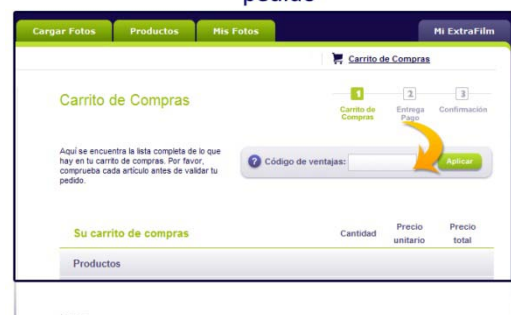 pedido
Cargar Fotos Productos Mis Fotos Mi ExtraFilm
Carrito de Compras
Carrito de Compras
1 2 3
Carrito de Compras Entrega Pago Confirmación
Aquí se encuentra la lista completa de lo que
hay en tu carrito de compras. Por favor,
comprueba cada artículo antes de validar tu
pedido.
? Código de ventajas: Aplicar
Su carrito de compras Cantidad Precio unitario Precio total
Productos